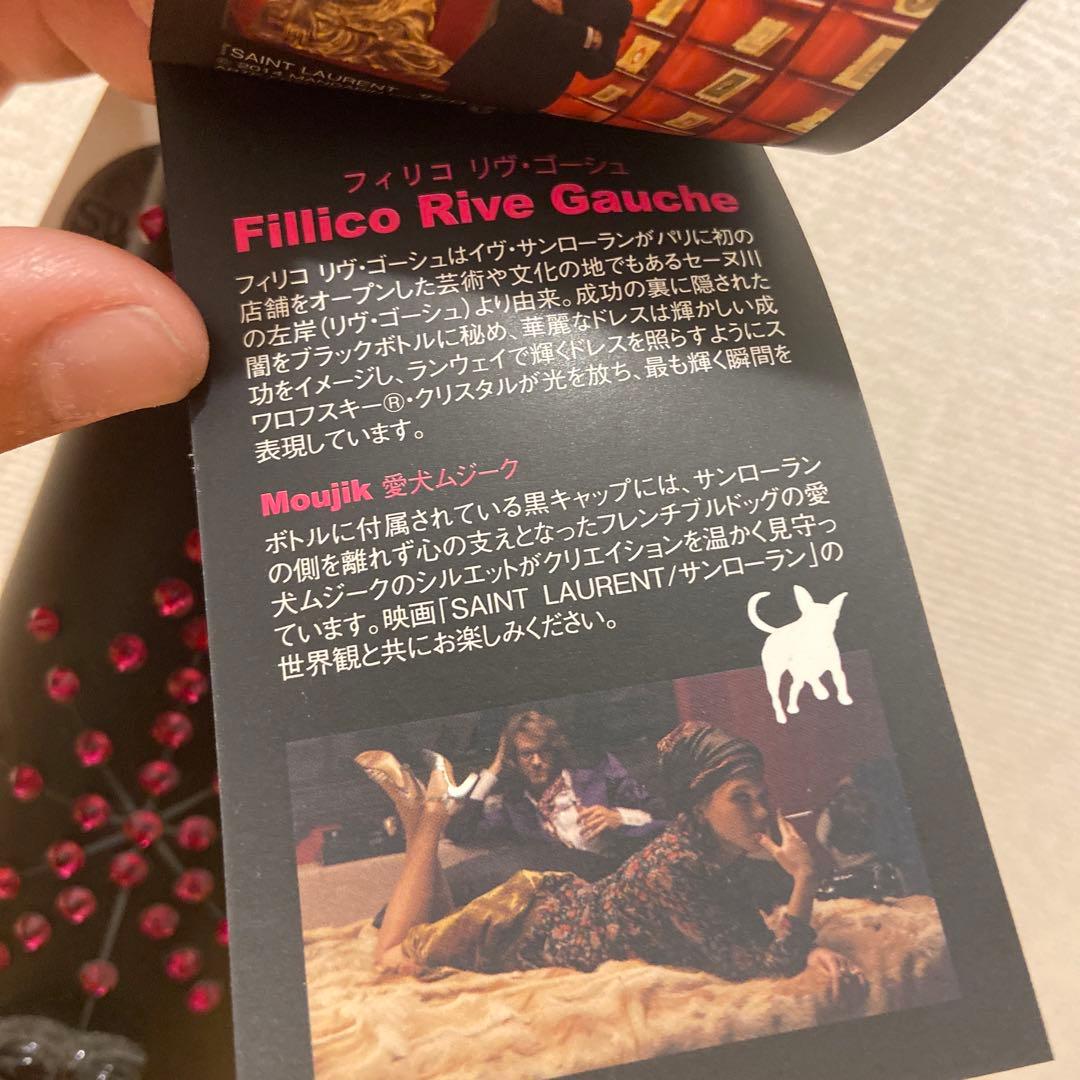 「SAINT LAURENT
© 2014 MANDA
フィリコ リヴ・ゴーシュ
Fillico Rive Gauche
フィリコ リヴ・ゴーシュはイヴ・サンローランがパリに初の
店舗をオープンした芸術や文化の地でもあるセーヌ川
の左岸(リヴ・ゴーシュ)より由来。成功の裏に隠された
闇をブラックボトルに秘め、華麗なドレスは輝かしい成
功をイメージし、ランウェイで輝くドレスを照らすようにス
ワロフスキー®・クリスタルが光を放ち、最も輝く瞬間を
表現しています。
Moujik 愛犬ムジーク
ボトルに付属されている黒キャップには、サンローラン
の側を離れず心の支えとなったフレンチブルドッグの愛
犬ムジークのシルエットがクリエイションを温かく見守っ
ています。映画「SAINT LAURENT/サンローラン」の
世界観と共にお楽しみください。